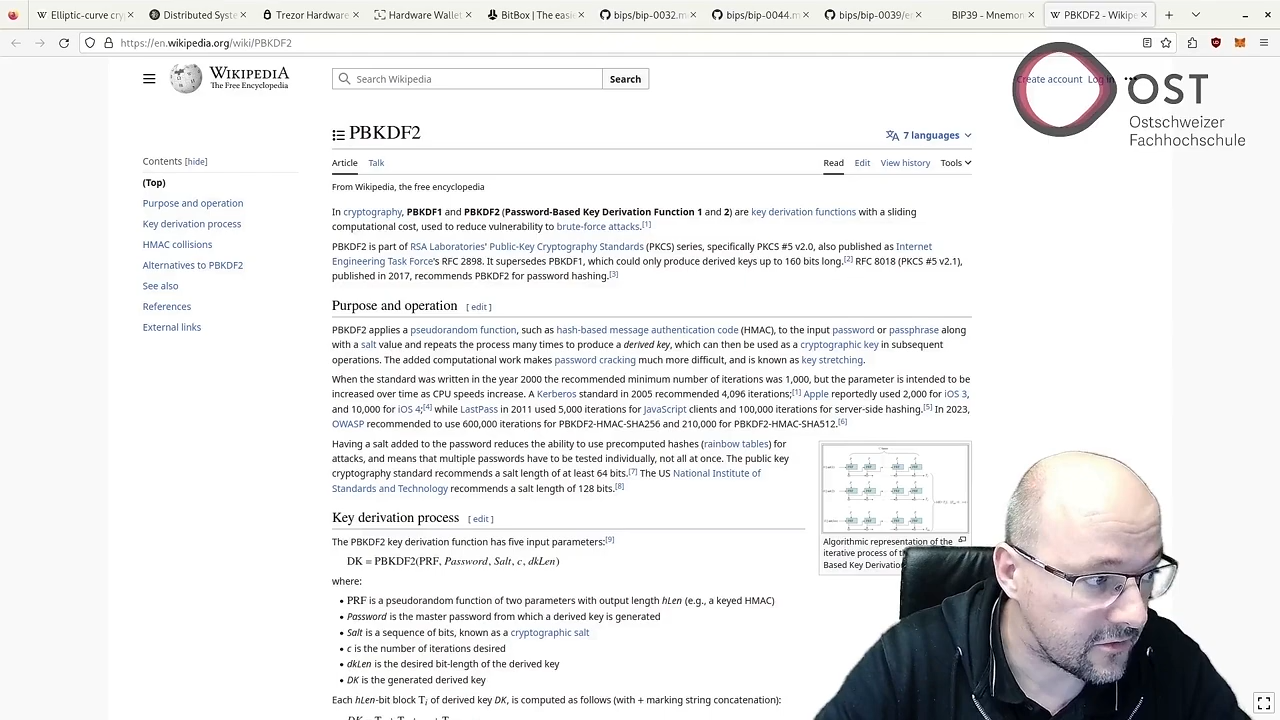 Elliptic-curve cry
Distributed Syste
Trezor Hardware
Hardware Wallet
BitBox | The easie
bips/bip-0032.m
bips/bip-0044.m
bips/bip-0039/e
BIP39 - Mnemon
PBKDF2 - Wikipe
https://en.wikipedia.org/wiki/PBKDF2
WIKIPEDIA
The Free Encyclopedia
Search Wikipedia
Search
Create account Log in
OST
Ostschweizer
Fachhochschule
PBKDF2
7 languages
Contents [hide]
(Top)
Purpose and operation
Key derivation process
HMAC collisions
Alternatives to PBKDF2
See also
References
External links
Article Talk
Read Edit View history Tools
From Wikipedia, the free encyclopedia
In cryptography, PBKDF1 and PBKDF2 (Password-Based Key Derivation Function 1 and 2) are key derivation functions with a sliding
computational cost, used to reduce vulnerability to brute-force attacks.[1]
PBKDF2 is part of RSA Laboratories' Public-Key Cryptography Standards (PKCS) series, specifically PKCS #5 v2.0, also published as Internet
Engineering Task Force's RFC 2898. It supersedes PBKDF1, which could only produce derived keys up to 160 bits long.[2] RFC 8018 (PKCS #5 v2.1),
published in 2017, recommends PBKDF2 for password hashing.[3]
Purpose and operation [ edit ]
PBKDF2 applies a pseudorandom function, such as hash-based message authentication code (HMAC), to the input password or passphrase along
with a salt value and repeats the process many times to produce a derived key, which can then be used as a cryptographic key in subsequent
operations. The added computational work makes password cracking much more difficult, and is known as key stretching.
When the standard was written in the year 2000 the recommended minimum number of iterations was 1,000, but the parameter is intended to be
increased over time as CPU speeds increase. A Kerberos standard in 2005 recommended 4,096 iterations;[1] Apple reportedly used 2,000 for iOS 3,
and 10,000 for iOS 4;[4] while LastPass in 2011 used 5,000 iterations for JavaScript clients and 100,000 iterations for server-side hashing.[5] In 2023,
OWASP recommended to use 600,000 iterations for PBKDF2-HMAC-SHA256 and 210,000 for PBKDF2-HMAC-SHA512.[6]
Having a salt added to the password reduces the ability to use precomputed hashes (rainbow tables) for
attacks, and means that multiple passwords have to be tested individually, not all at once. The public key
cryptography standard recommends a salt length of at least 64 bits.[7] The US National Institute of
Standards and Technology recommends a salt length of 128 bits.[8]
Algorithmic representation of the
iterative process of
Based Key Derivation
Key derivation process [ edit ]
The PBKDF2 key derivation function has five input parameters:[9]
DK = PBKDF2(PRF, Password, Salt, c, dkLen)
where:
• PRF is a pseudorandom function of two parameters with output length hLen (e.g., a keyed HMAC)
• Password is the master password from which a derived key is generated
• Salt is a sequence of bits, known as a cryptographic salt
• c is the number of iterations desired
• dkLen is the desired bit-length of the derived key
• DK is the generated derived key
Each hLen-bit block Ti of derived key DK, is computed as follows (with + marking string concatenation):